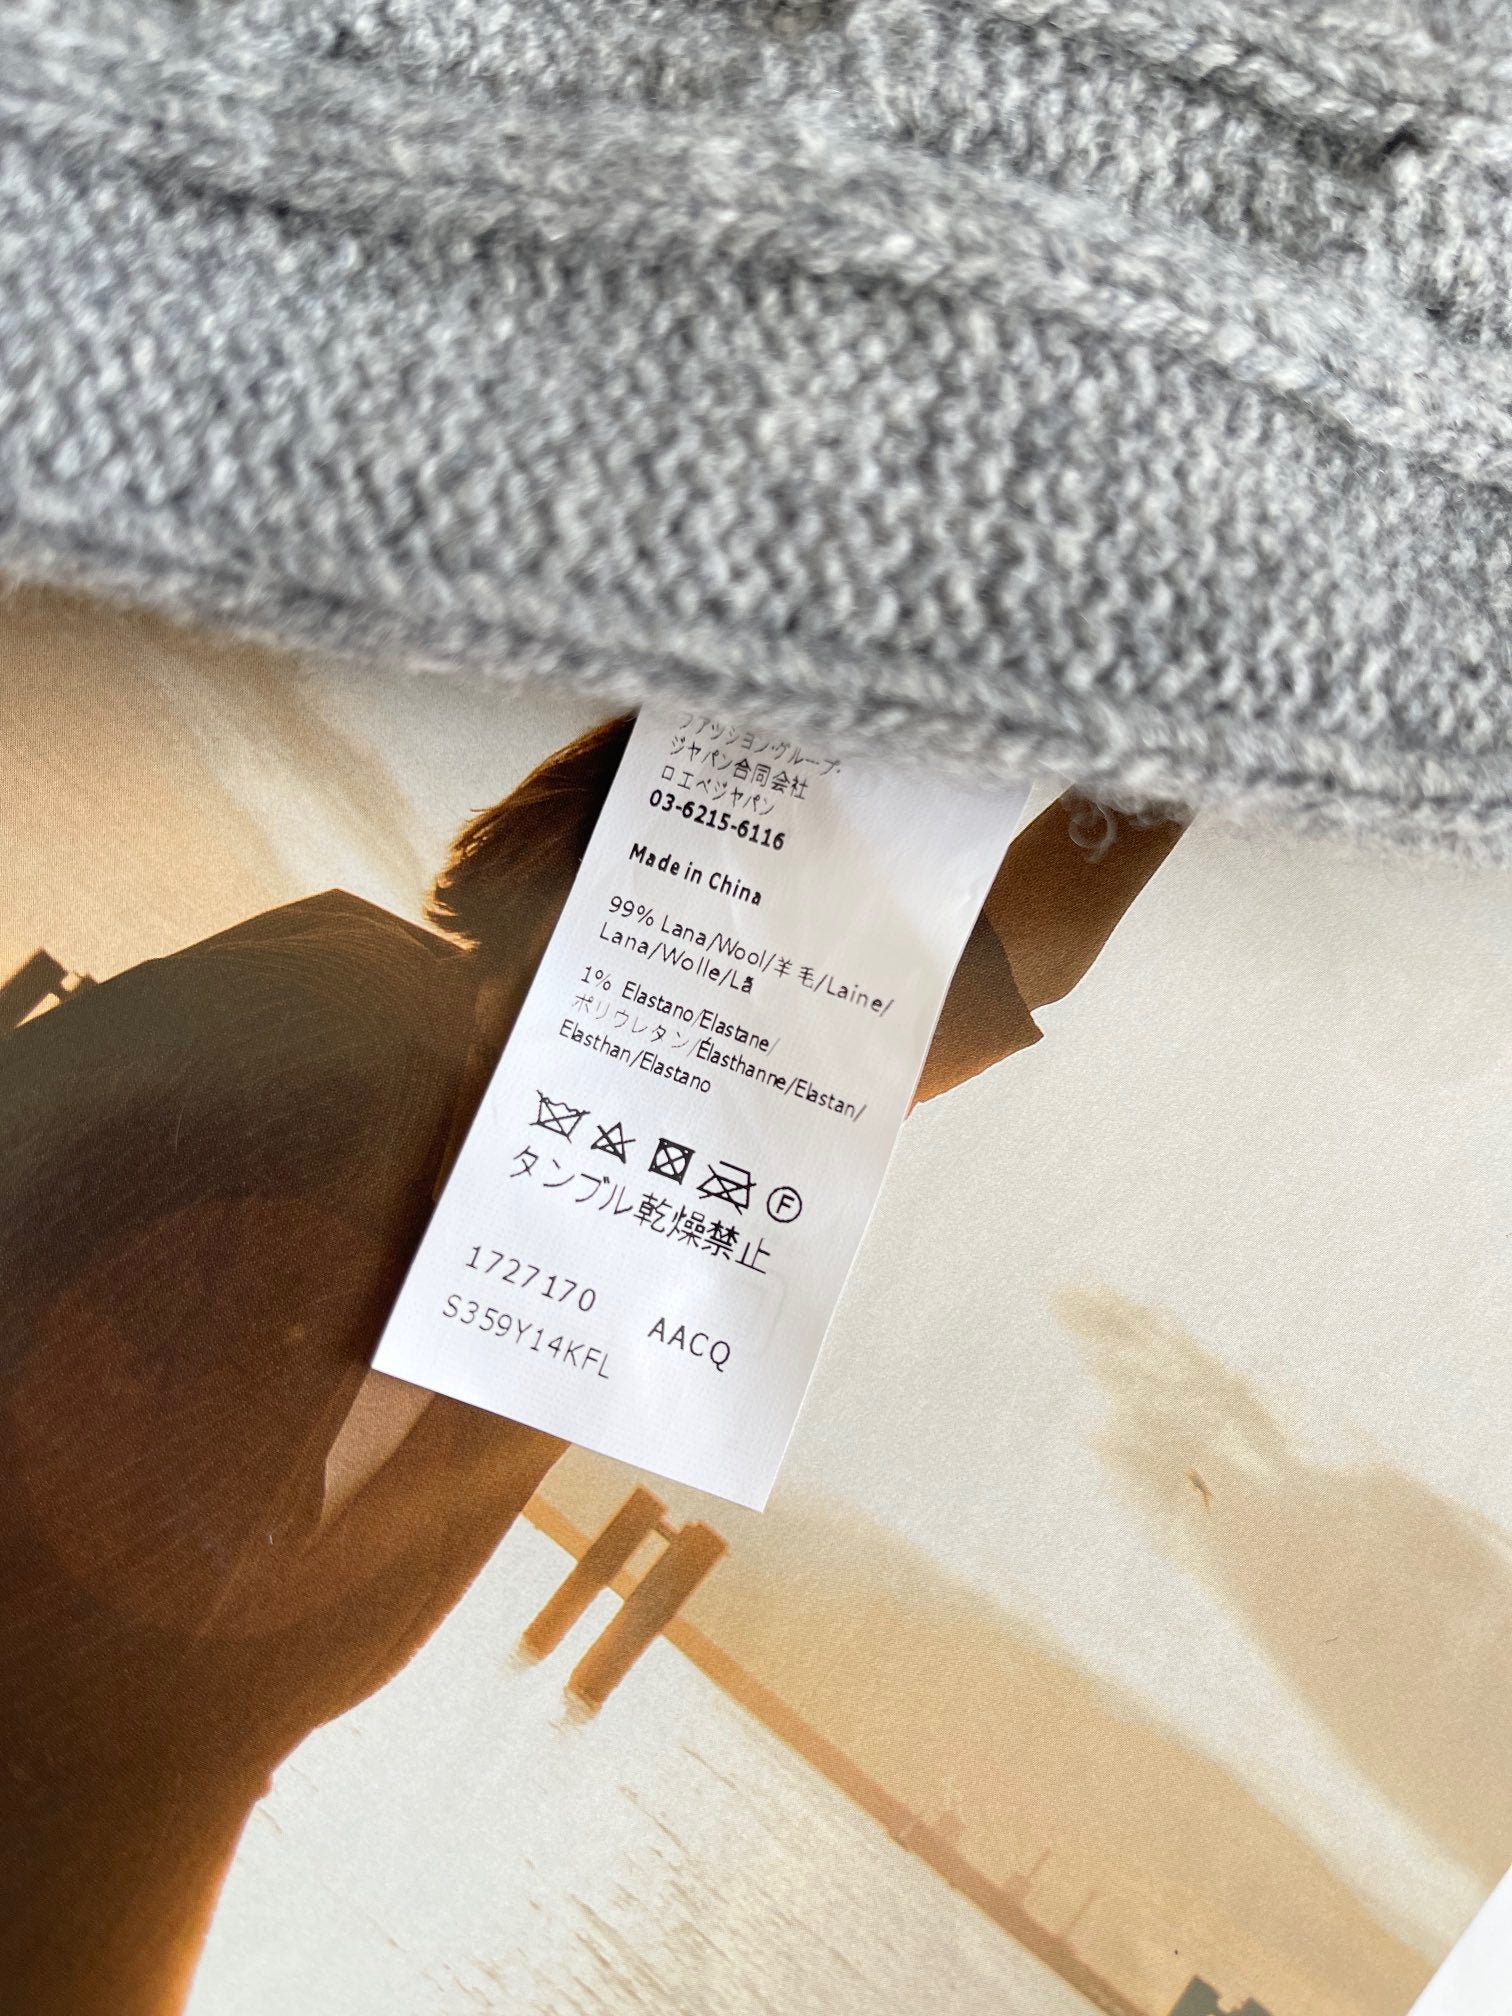 ファッション・グループ・
ジャパン合同会社
ロエベジャパン
03-6215-6116
Made in China
99% Lana/Wool/羊毛/Laine/
Lana/Wolle/Lã
1% Elastano/Elastane/
ポリウレタン/Élasthanne/Elastan/
Elasthan/Elastano
F
タンブル乾燥禁止
1727170
S359Y14KFL AACQ